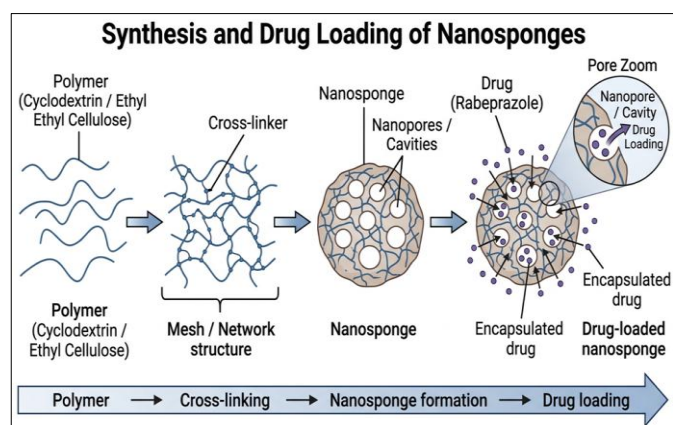 Synthesis and Drug Loading of Nanosponges
Polymer
(Cyclodextrin / Ethyl
Ethyl Cellulose)
Cross-linker
Nanosponge
Nanopores /
Cavities
Drug
(Rabeprazole)
Pore Zoom
Nanopore
/ Cavity
Drug
Loading
Polymer
(Cyclodextrin /
Ethyl Cellulose)
Mesh / Network
structure
Nanosponge
Encapsulated
drug
Encapsulated
drug
Drug-loaded
nanosponge
Polymer → Cross-linking → Nanosponge formation → Drug loading